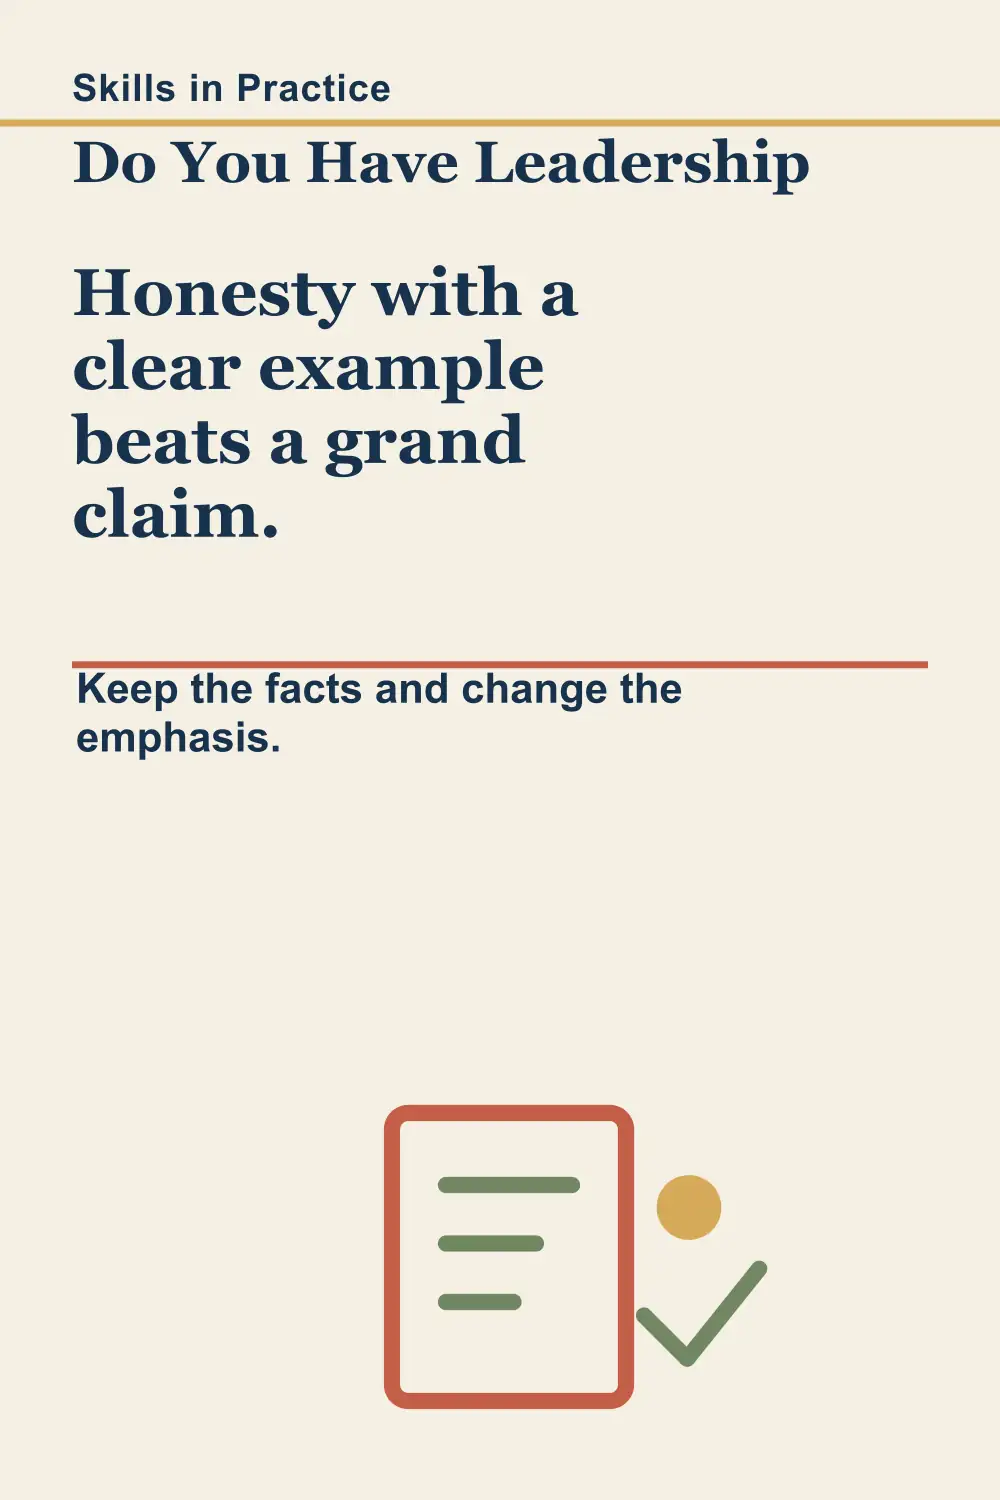 Skills in Practice
Do You Have Leadership
Honesty with a
clear example
beats a grand
claim.
Keep the facts and change the
emphasis.